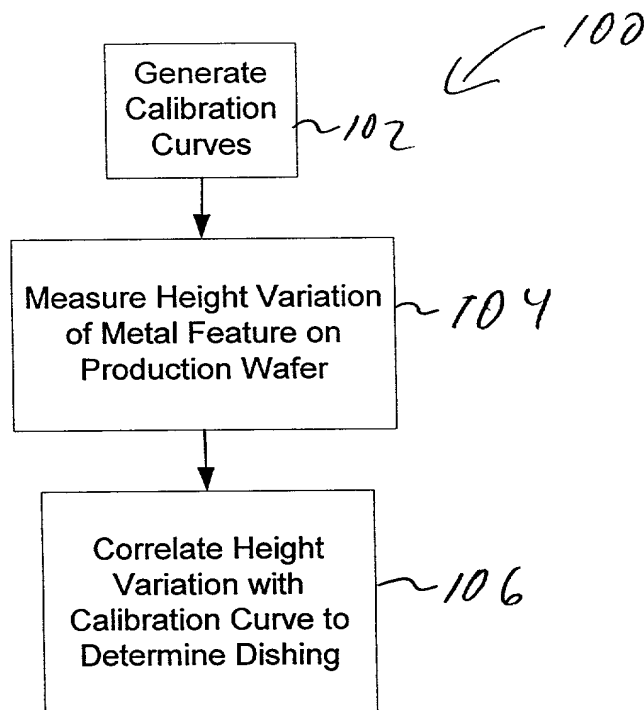 100
Generate
Calibration
Curves
102
Measure Height Variation
of Metal Feature on
Production Wafer
104
Correlate Height
Variation with
Calibration Curve to
Determine Dishing
106